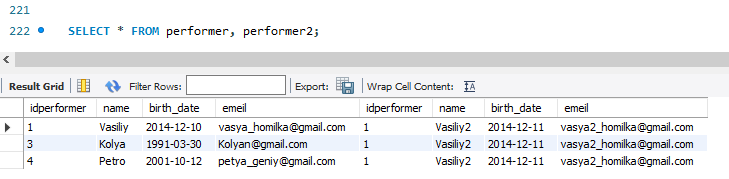 221
222 SELECT * FROM performer, performer2;
Result Grid Filter Rows: Export: Wrap Cell Content:
idperformer name birth_date emeil idperformer name birth_date emeil
1 Vasiliy 2014-12-10 vasya_homilka@gmail.com 1 Vasiliy2 2014-12-11 vasya2_homilka@gmail.com
3 Kolya 1991-03-30 Kolyan@gmail.com 1 Vasiliy2 2014-12-11 vasya2_homilka@gmail.com
4 Petro 2001-10-12 petya_geniy@gmail.com 1 Vasiliy2 2014-12-11 vasya2_homilka@gmail.com